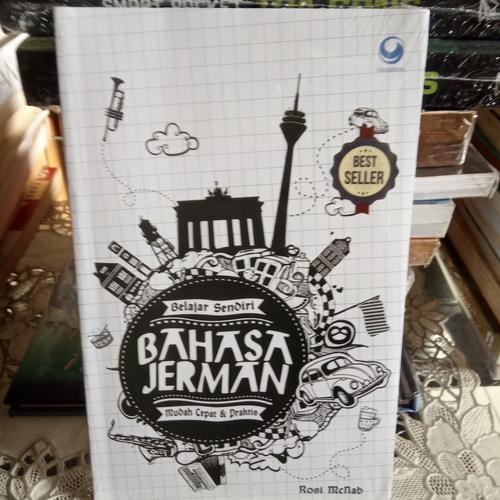 BEST
SELLER
Belajar Sendiri
BAHASA
JERMAN
Mudah Cepat & Praktis
Rosi McNab